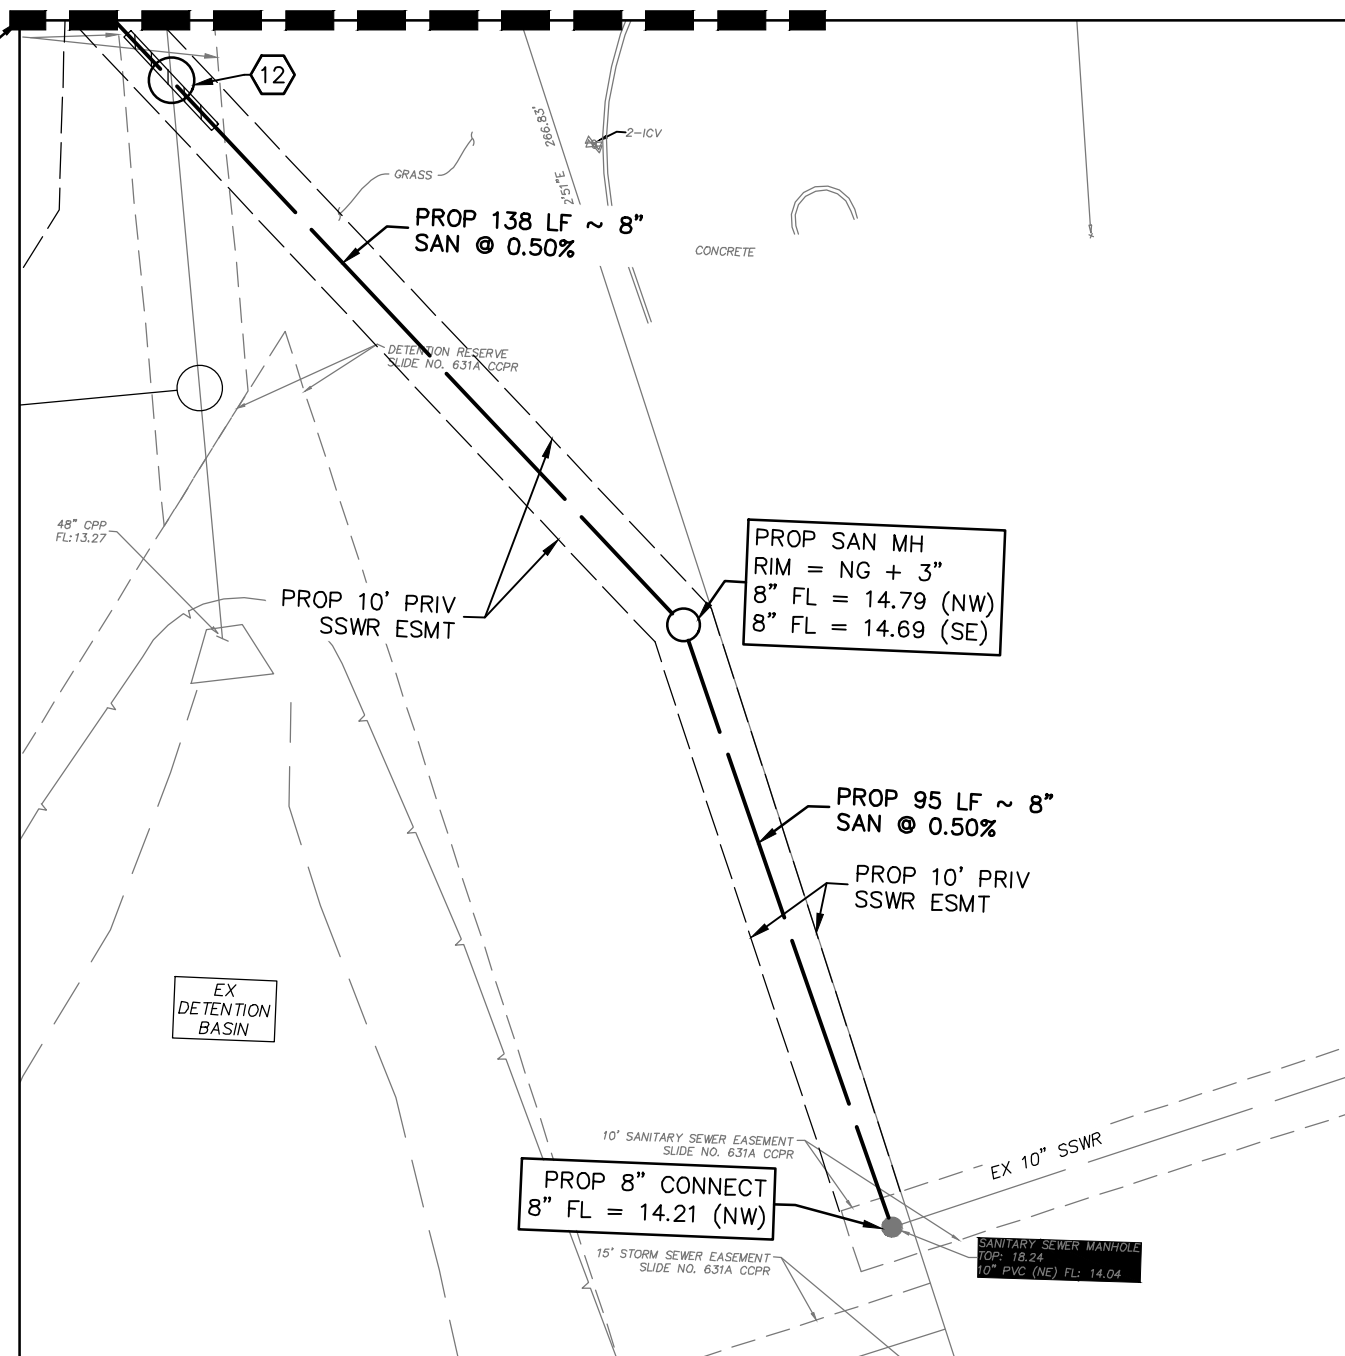 12
266.83'
2'51"E
2-ICV
GRASS
PROP 138 LF ~ 8"
SAN @ 0.50%
CONCRETE
DETENTION RESERVE
SLIDE NO. 631A CCPR
48" CPP
FL:13.27
PROP SAN MH
RIM = NG + 3"
8" FL = 14.79 (NW)
8" FL = 14.69 (SE)
PROP 10' PRIV
SSWR ESMT
PROP 95 LF ~ 8"
SAN @ 0.50%
PROP 10' PRIV
SSWR ESMT
EX
DETENTION
BASIN
10' SANITARY SEWER EASEMENT
SLIDE NO. 631A CCPR
EX 10" SSWR
PROP 8" CONNECT
8" FL = 14.21 (NW)
SANITARY SEWER MANHOLE
TOP: 18.24
10" PVC (NE) FL: 14.04
15' STORM SEWER EASEMENT
SLIDE NO. 631A CCPR